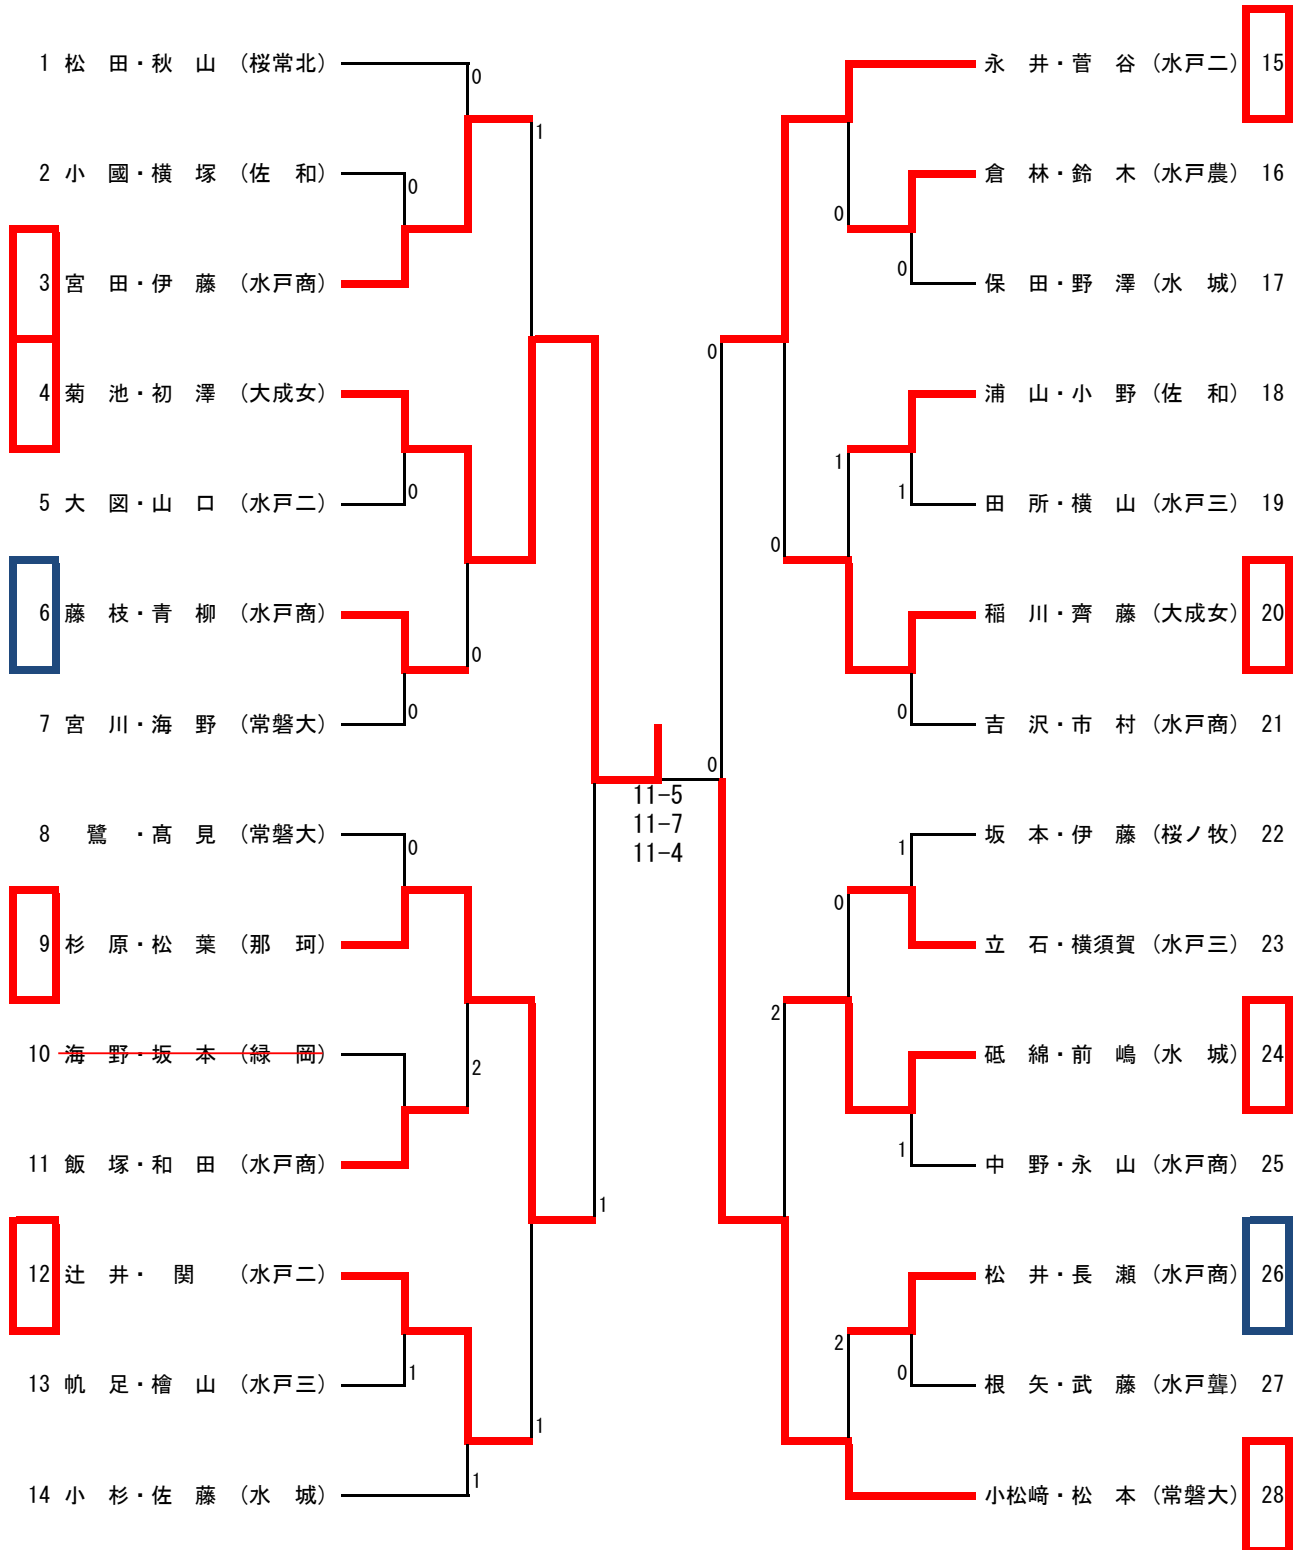 1 松 田・秋 山 (桜常北)
0
1
2 小 國・横 塚 (佐 和)
0
3 宮 田・伊 藤 (水戸商)
4 菊 池・初 澤 (大成女)
5 大 図・山 口 (水戸二)
0
6 藤 枝・青 柳 (水戸商)
0
7 宮 川・海 野 (常磐大)
0
8 鷺 ・髙 見 (常磐大)
0
9 杉 原・松 葉 (那 珂)
10 海 野・坂 本 (緑 岡)
2
11 飯 塚・和 田 (水戸商)
1
12 辻 井・ 関 (水戸二)
13 帆 足・檜 山 (水戸三)
1
1
14 小 杉・佐 藤 (水 城)
1
11-5
11-7
11-4
永 井・菅 谷 (水戸二) 15
倉 林・鈴 木 (水戸農) 16
0
0
保 田・野 澤 (水 城) 17
0
浦 山・小 野 (佐 和) 18
1
1
田 所・横 山 (水戸三) 19
0
稲 川・齊 藤 (大成女) 20
0
吉 沢・市 村 (水戸商) 21
0
坂 本・伊 藤 (桜ノ牧) 22
1
0
立 石・横須賀 (水戸三) 23
2
砥 綿・前 嶋 (水 城) 24
1
中 野・永 山 (水戸商) 25
松 井・長 瀬 (水戸商) 26
2
0
根 矢・武 藤 (水戸聾) 27
小松﨑・松 本 (常磐大) 28